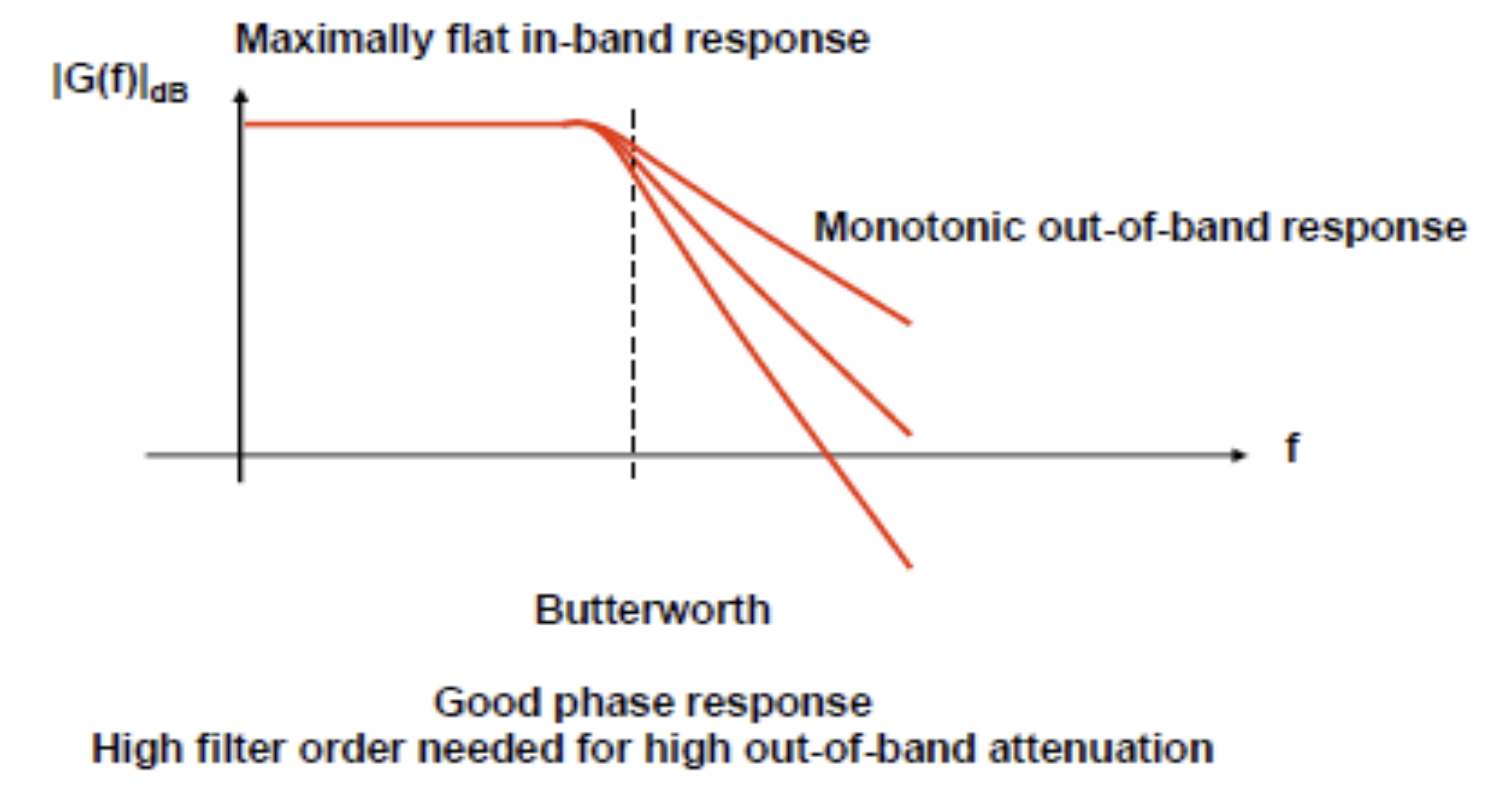 Maximally flat in-band response
|G(f)|dB
Monotonic out-of-band response
f
Butterworth
Good phase response
High filter order needed for high out-of-band attenuation